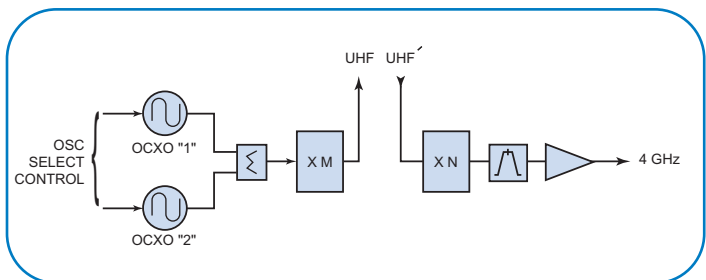 UHF UHF´
OSC
SELECT
CONTROL
OCXO "1"
Σ
X M
X N
4 GHz
OCXO "2"